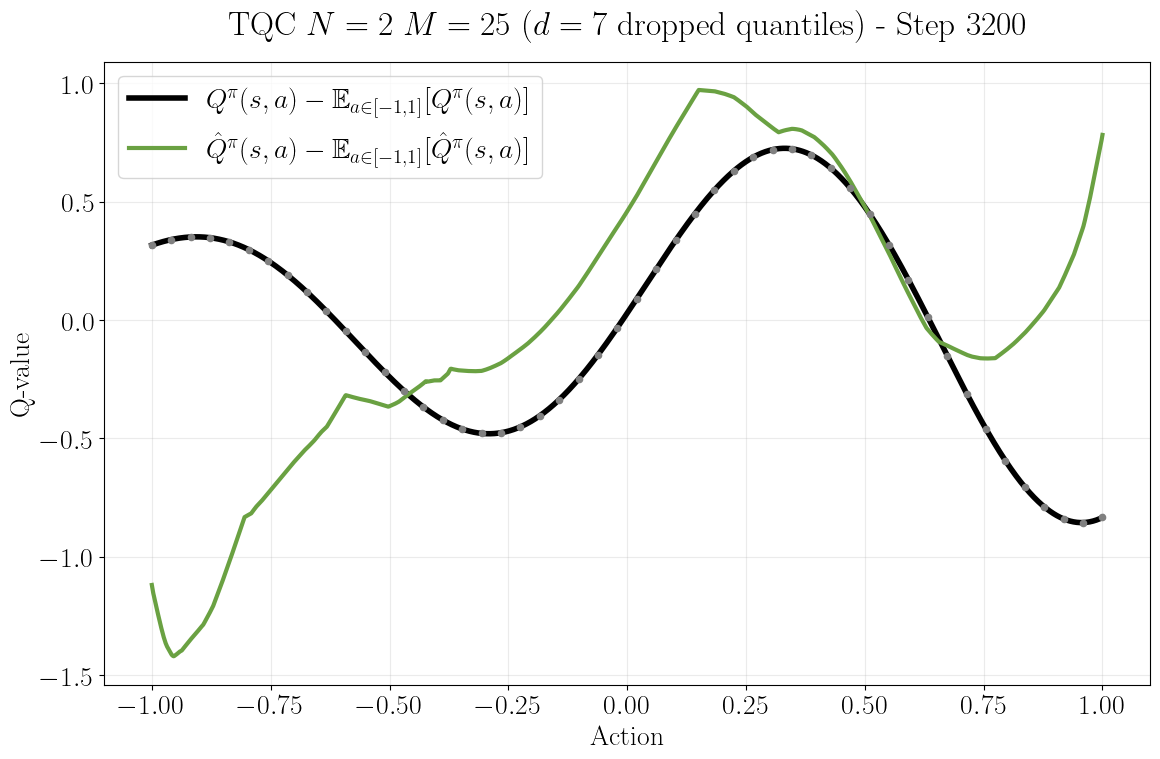 TQC $N = 2$ $M = 25$ ($d = 7$ dropped quantiles) - Step 3200
$Q^{\pi}(s, a) - \mathbb{E}_{a \in [-1,1]}[Q^{\pi}(s, a)]$
$\hat{Q}^{\pi}(s, a) - \mathbb{E}_{a \in [-1,1]}[\hat{Q}^{\pi}(s, a)]$
1.0
0.5
0.0
−0.5
−1.0
−1.5
Q-value
−1.00 −0.75 −0.50 −0.25 0.00 0.25 0.50 0.75 1.00
Action